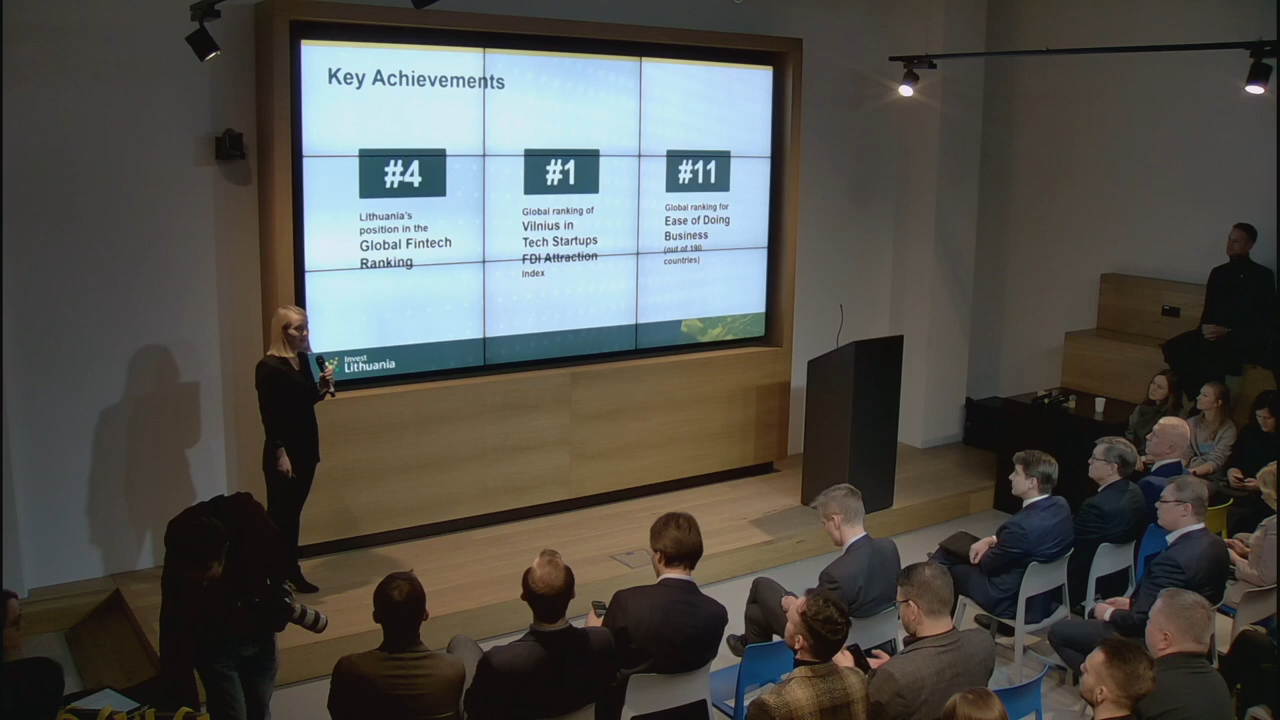 Key Achievements
#4
Lithuania's
position in the
Global Fintech
Ranking
#1
Global ranking of
Vilnius in
Tech Startups
FDI Attraction
Index
#11
Global ranking for
Ease of Doing
Business
(out of 190
countries)
Invest
Lithuania